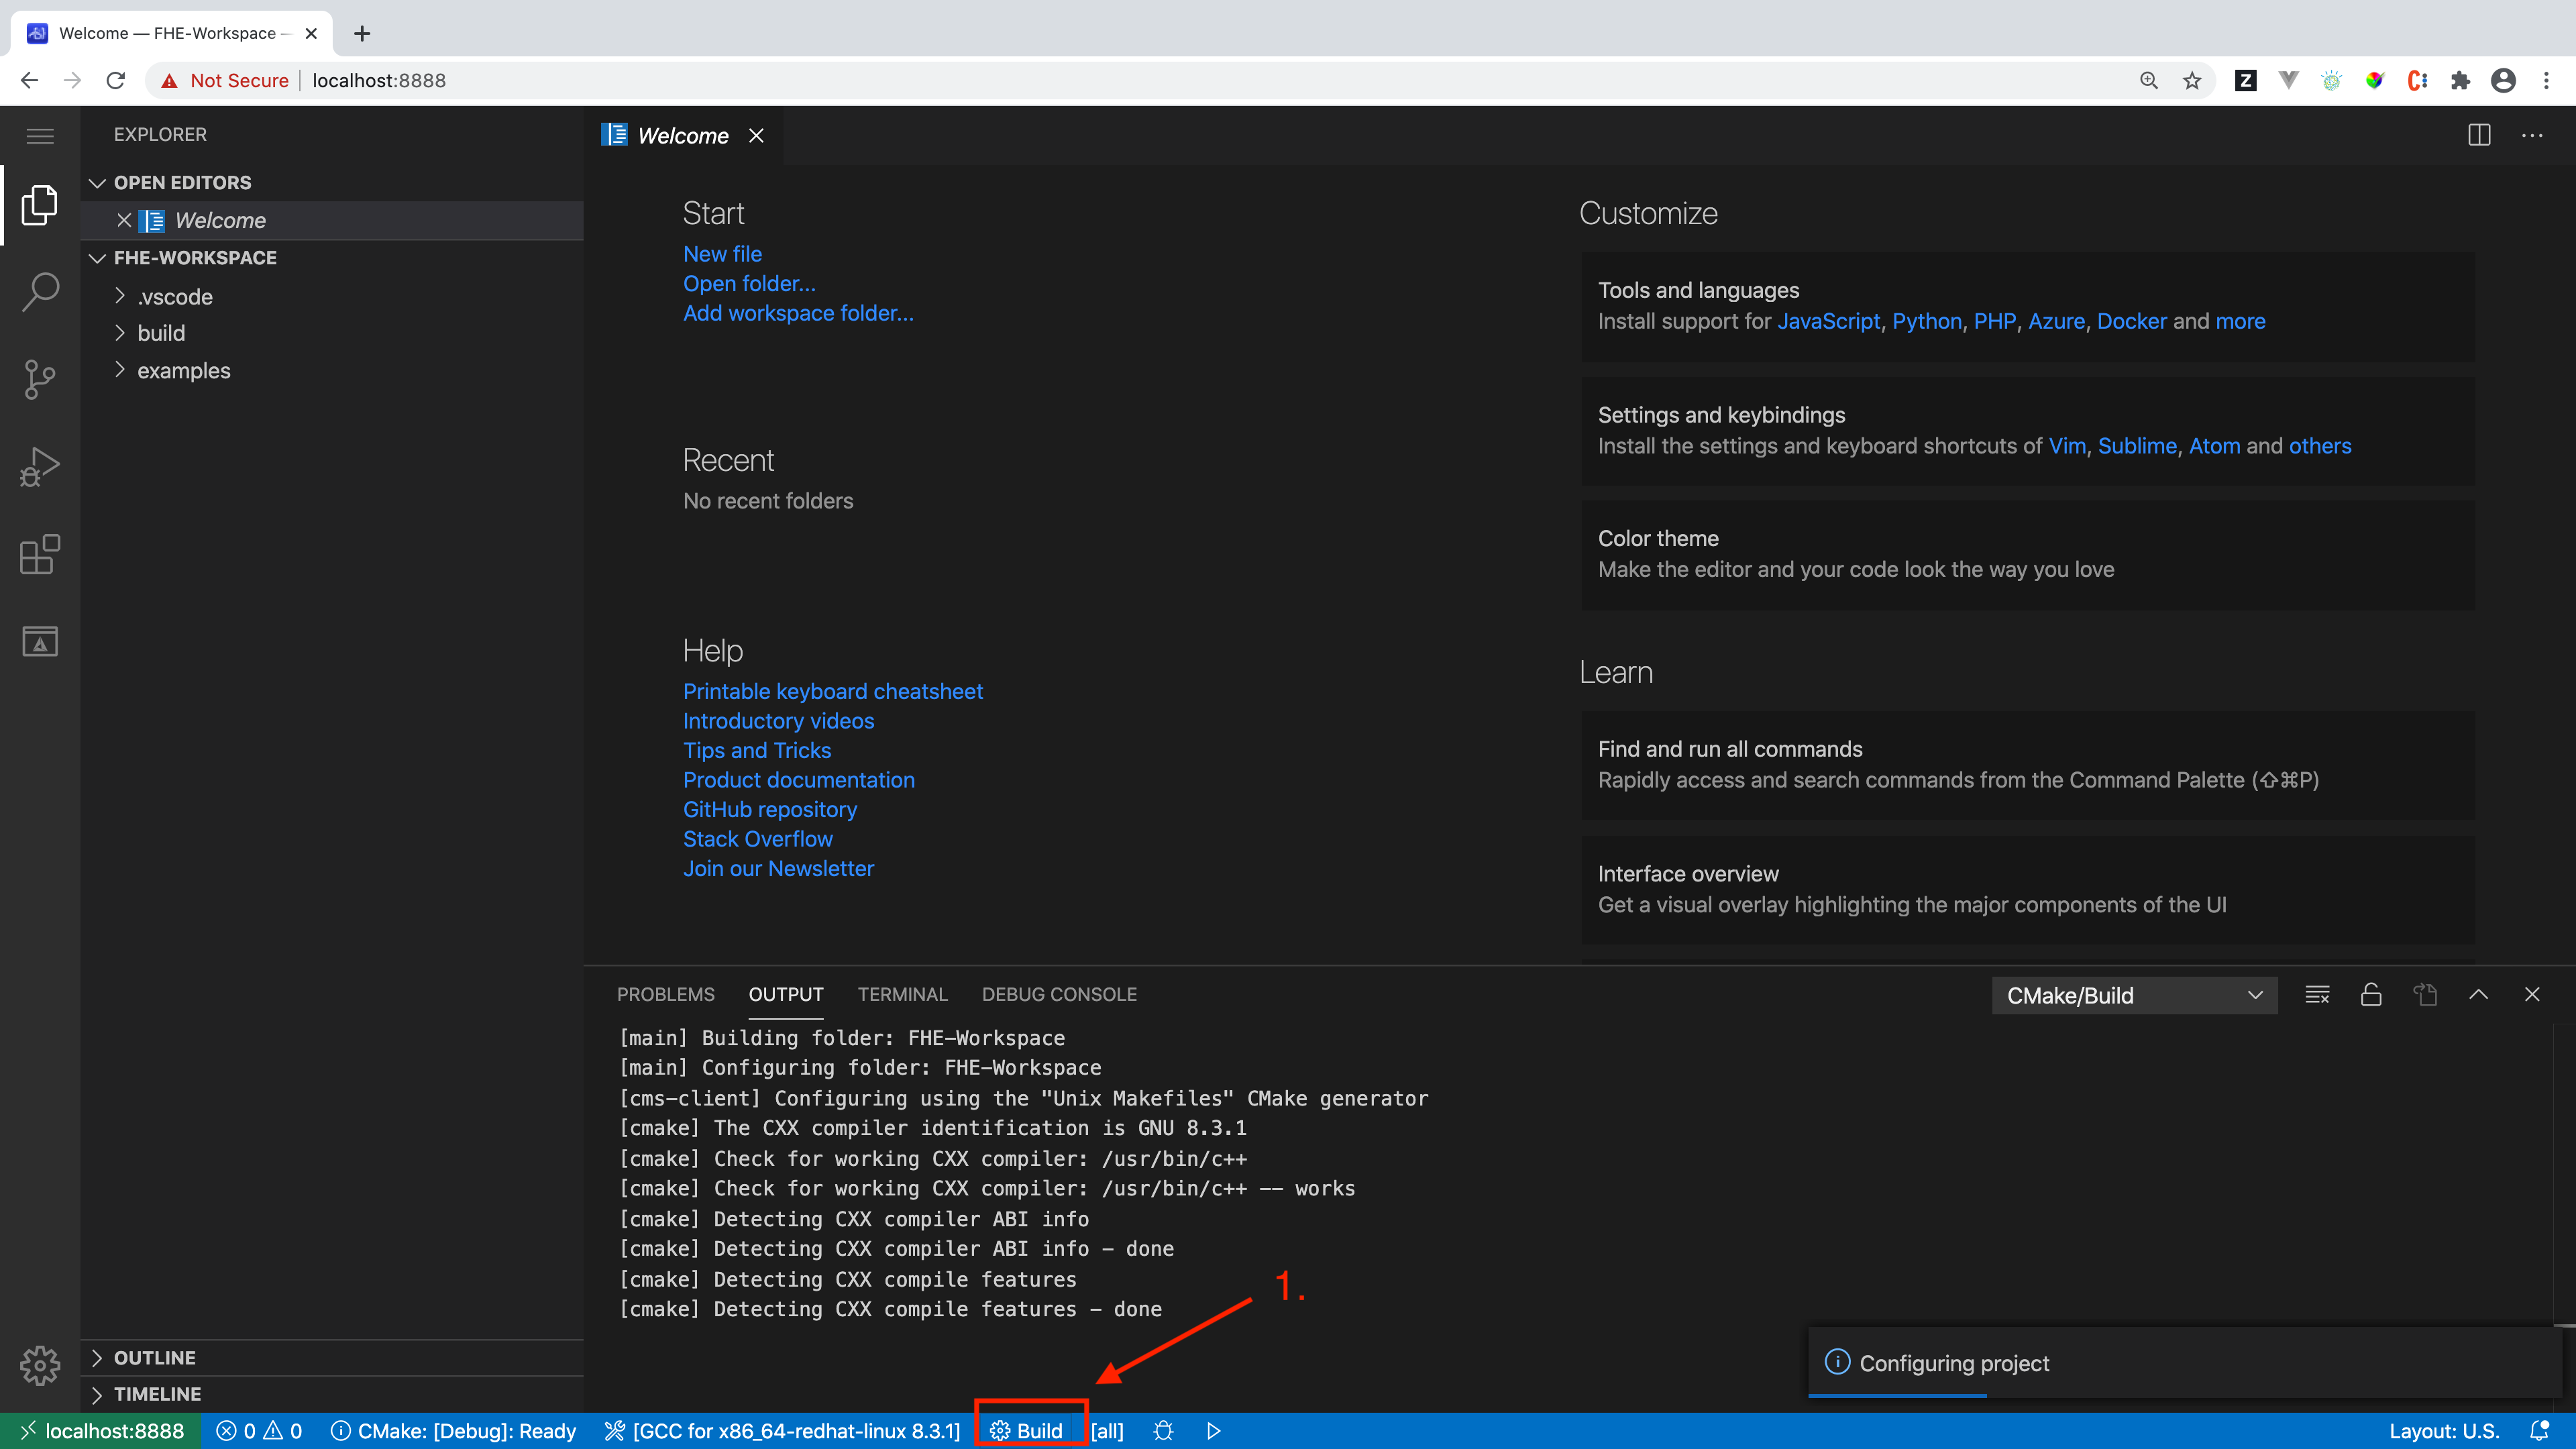 Welcome — FHE-Workspace —
Not Secure localhost:8888
EXPLORER
OPEN EDITORS
Welcome
FHE-WORKSPACE
.vscode
build
examples
OUTLINE
TIMELINE
Welcome
Start
New file
Open folder...
Add workspace folder...
Recent
No recent folders
Help
Printable keyboard cheatsheet
Introductory videos
Tips and Tricks
Product documentation
GitHub repository
Stack Overflow
Join our Newsletter
Customize
Tools and languages
Install support for JavaScript, Python, PHP, Azure, Docker and more
Settings and keybindings
Install the settings and keyboard shortcuts of Vim, Sublime, Atom and others
Color theme
Make the editor and your code look the way you love
Learn
Find and run all commands
Rapidly access and search commands from the Command Palette (⇧⌘P)
Interface overview
Get a visual overlay highlighting the major components of the UI
PROBLEMS OUTPUT TERMINAL DEBUG CONSOLE CMake/Build
[main] Building folder: FHE-Workspace
[main] Configuring folder: FHE-Workspace
[cms-client] Configuring using the "Unix Makefiles" CMake generator
[cmake] The CXX compiler identification is GNU 8.3.1
[cmake] Check for working CXX compiler: /usr/bin/c++
[cmake] Check for working CXX compiler: /usr/bin/c++ -- works
[cmake] Detecting CXX compiler ABI info
[cmake] Detecting CXX compiler ABI info - done
[cmake] Detecting CXX compile features
[cmake] Detecting CXX compile features - done
1.
Configuring project
localhost:8888 0 0 CMake: [Debug]: Ready [GCC for x86_64-redhat-linux 8.3.1] Build [all] Layout: U.S.